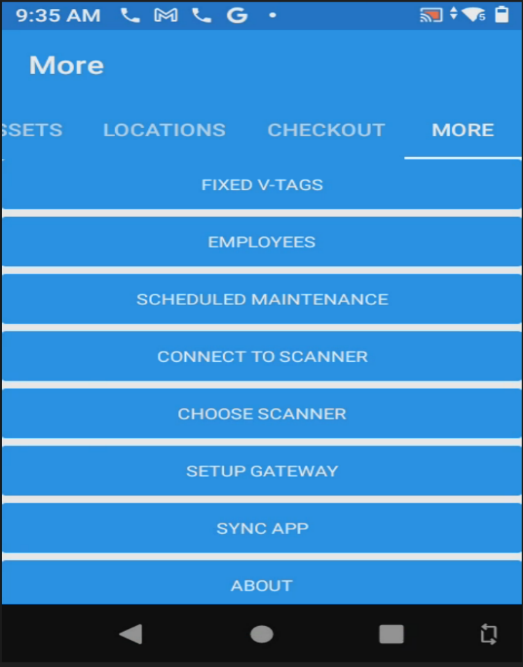 9:35 AM
More
SSETS LOCATIONS CHECKOUT MORE
FIXED V-TAGS
EMPLOYEES
SCHEDULED MAINTENANCE
CONNECT TO SCANNER
CHOOSE SCANNER
SETUP GATEWAY
SYNC APP
ABOUT